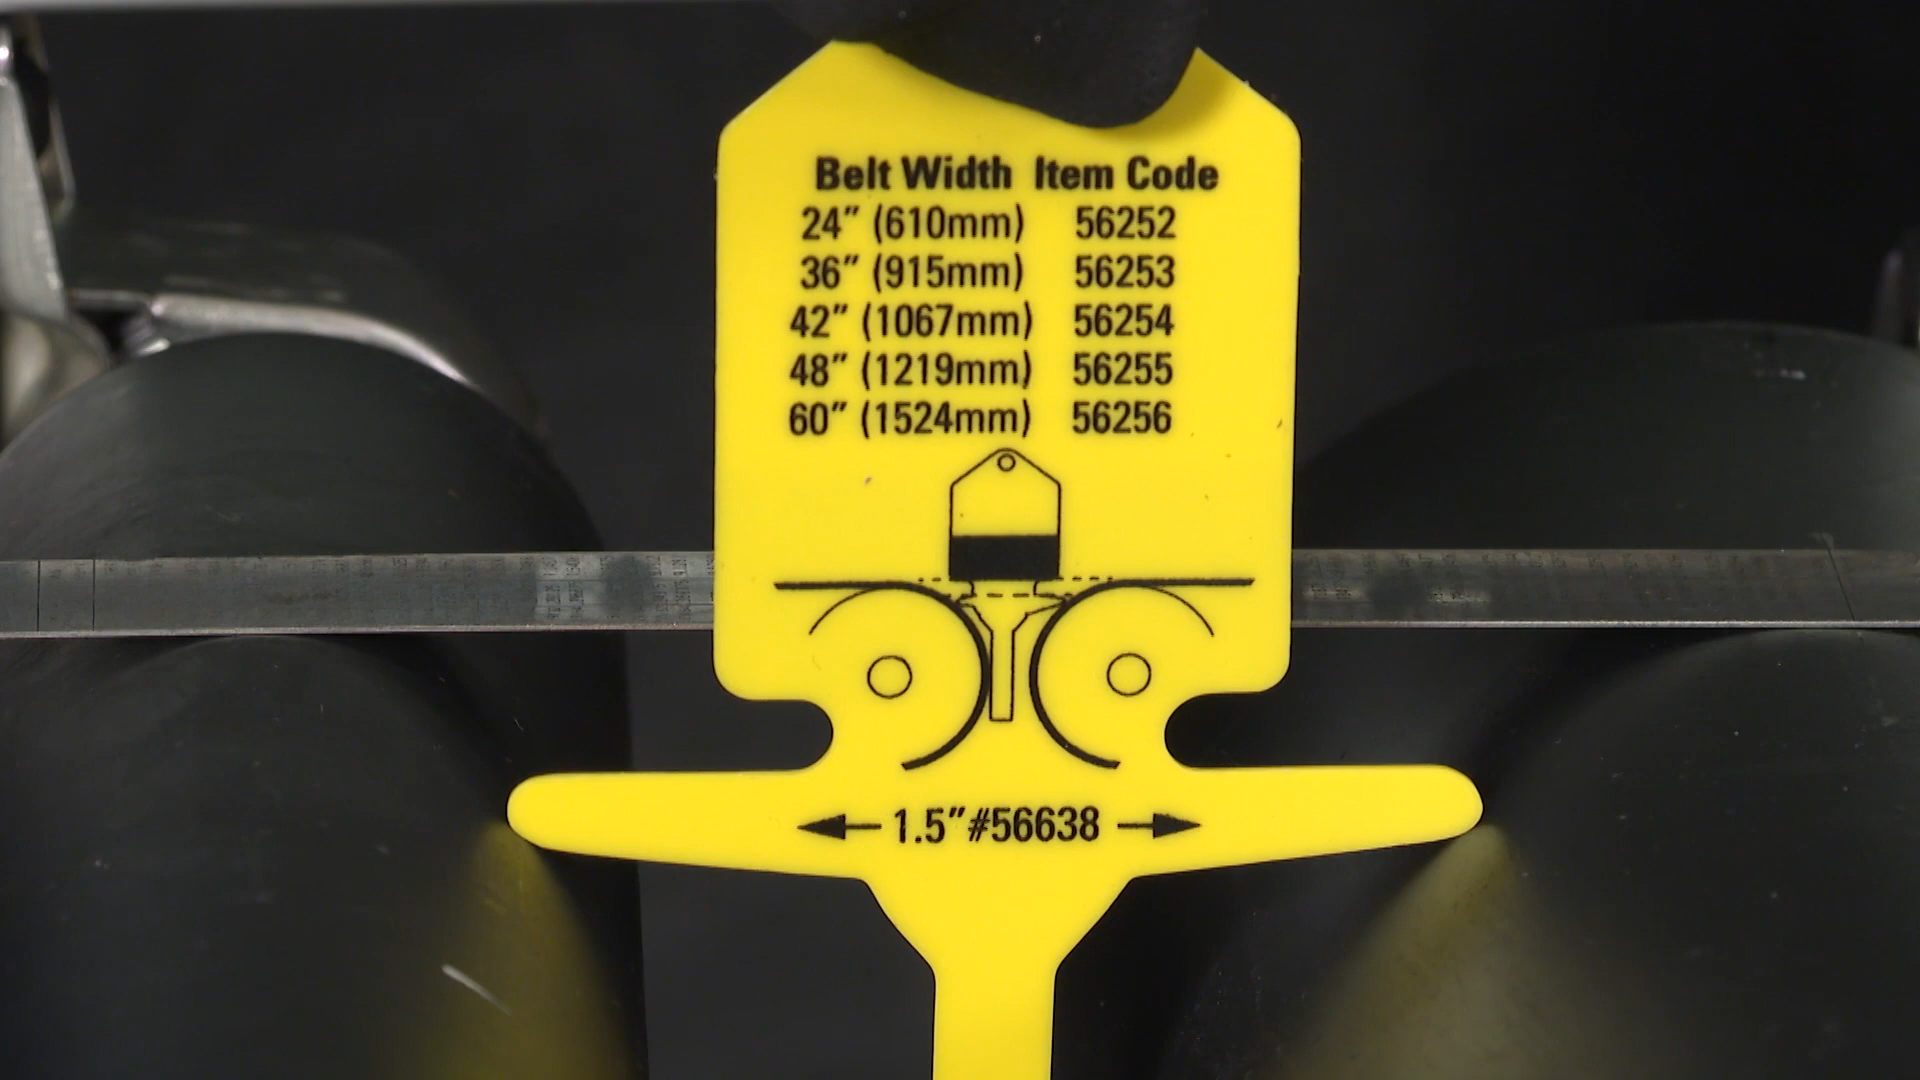 Belt Width Item Code
24" (610mm) 56252
36" (915mm) 56253
42" (1067mm) 56254
48" (1219mm) 56255
60" (1524mm) 56256
1.5"#56638